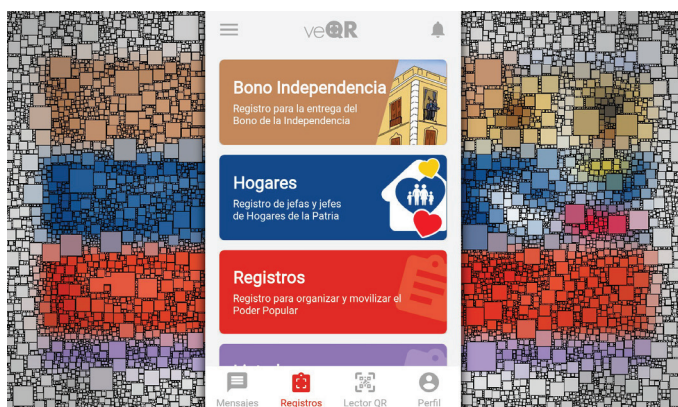 veQR
Bono Independencia
Registro para la entrega del
Bono de la Independencia
Hogares
Registro de jefas y jefes
de Hogares de la Patria
Registros
Registro para organizar y movilizar el
Poder Popular
Mensajes Registros Lector QR Perfil